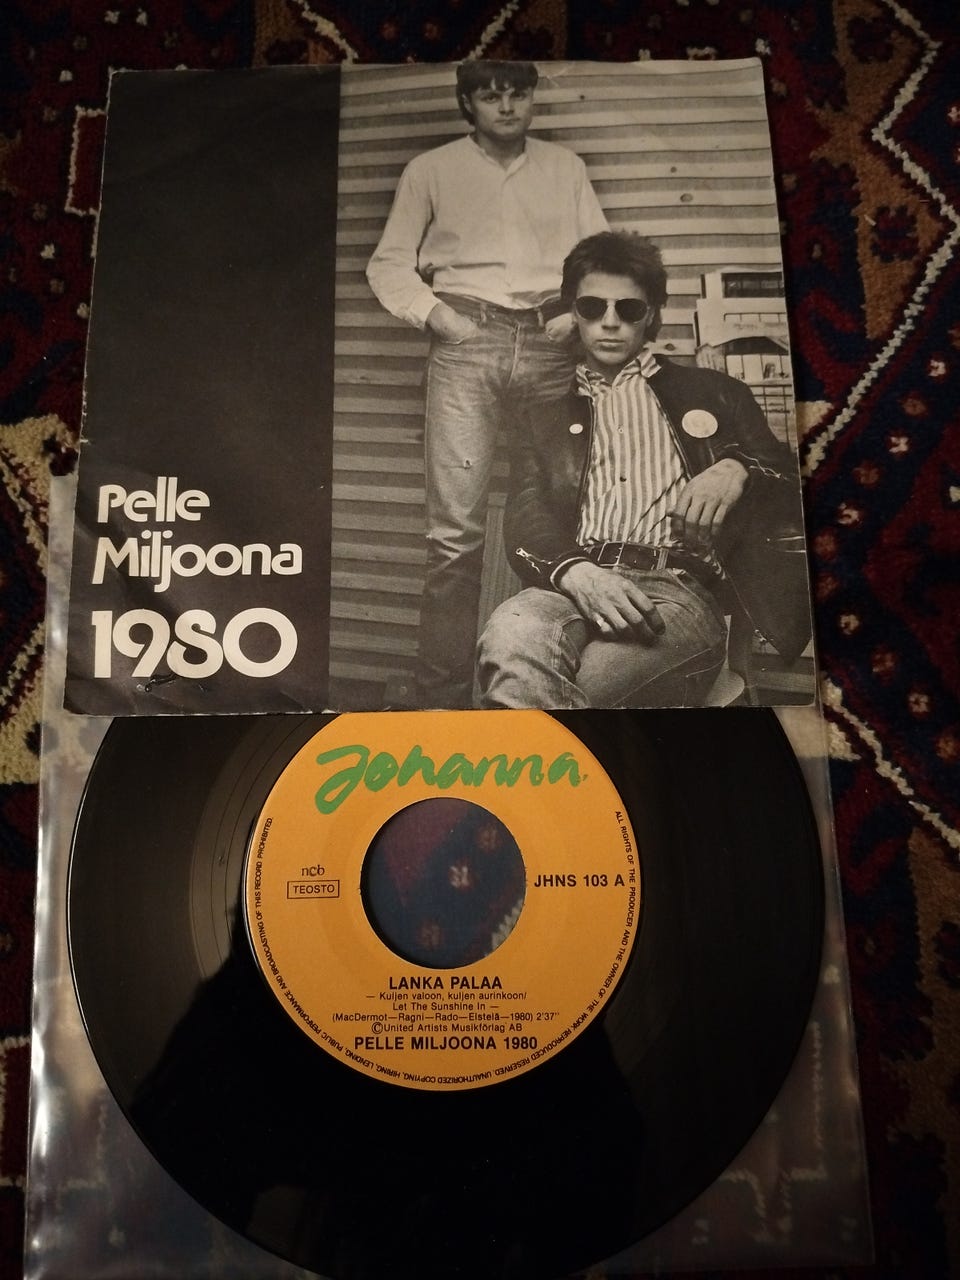 Pelle
Miljoona
1980
Johanna
ncb
TEOSTO
JHNS 103 A
LANKA PALAA
— Kuljen valoon, kuljen aurinkoon/
Let The Sunshine In —
(MacDermot—Ragni—Rado—Elstelä—1980) 2'37"
©United Artists Musikförlag AB
PELLE MILJOONA 1980
ALL RIGHTS OF THE PRODUCER AND THE OWNER OF THE WORK REPRODUCED RESERVED. UNAUTHORIZED COPYING, HIRING, LENDING, PUBLIC PERFORMANCE AND BROADCASTING OF THIS RECORD PROHIBITED.